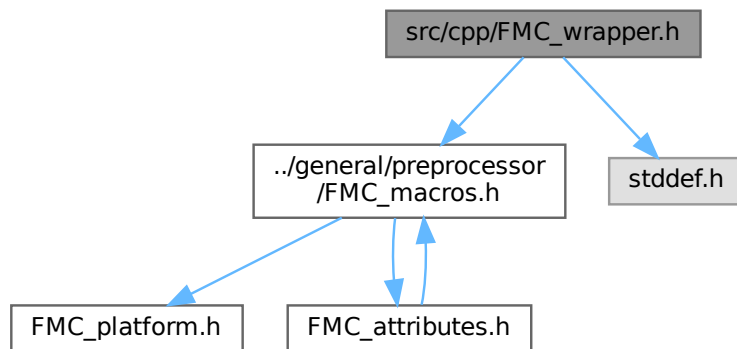 src/cpp/FMC_wrapper.h
../general/preprocessor
/FMC_macros.h
stddef.h
FMC_platform.h
FMC_attributes.h